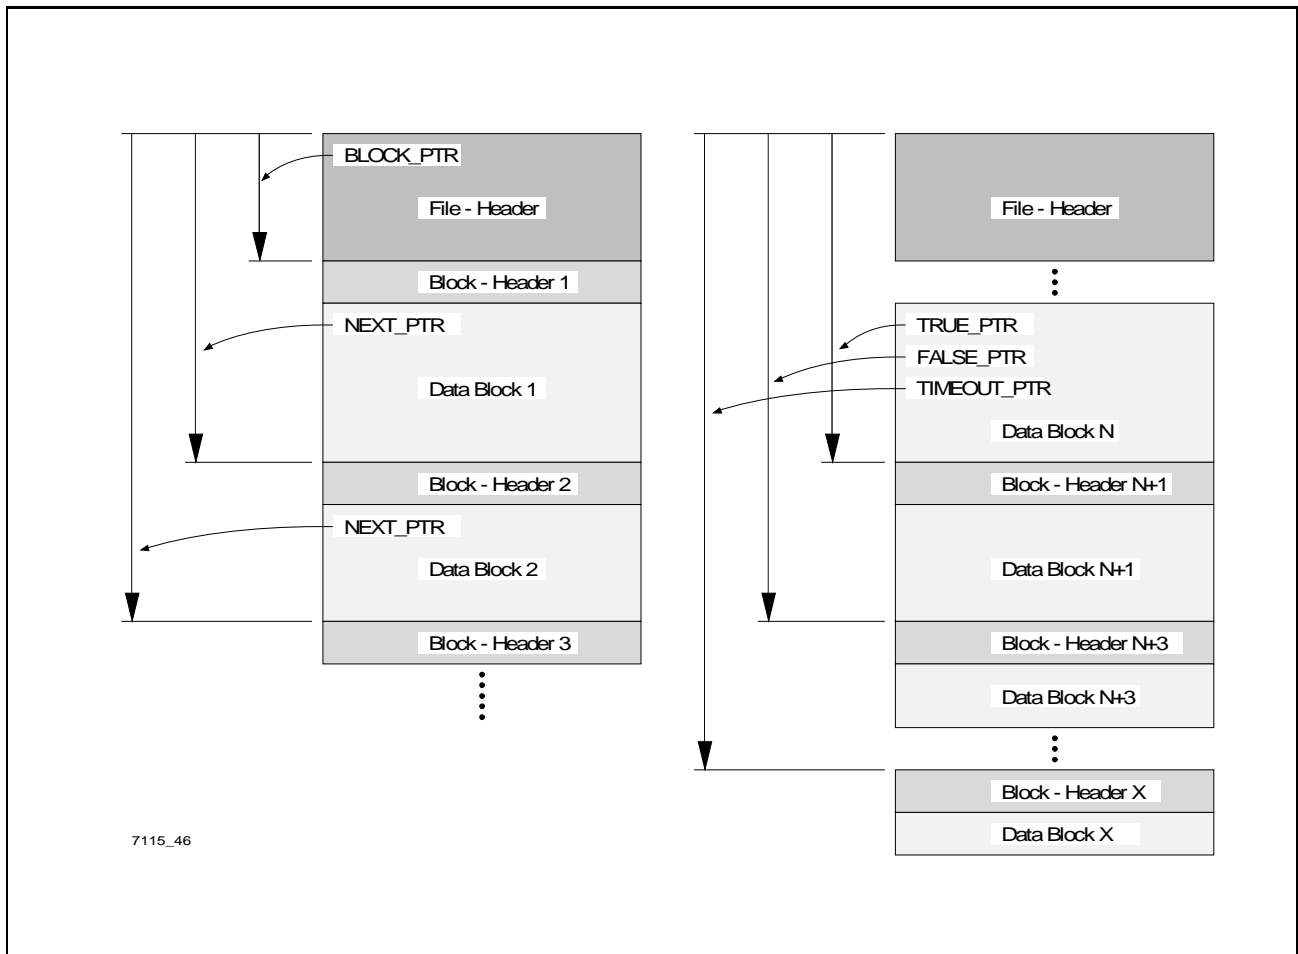 BLOCK_PTR
File - Header
Block - Header 1
NEXT_PTR
Data Block 1
Block - Header 2
NEXT_PTR
Data Block 2
Block - Header 3
7115_46
File - Header
TRUE_PTR
FALSE_PTR
TIMEOUT_PTR
Data Block N
Block - Header N+1
Data Block N+1
Block - Header N+3
Data Block N+3
Block - Header X
Data Block X